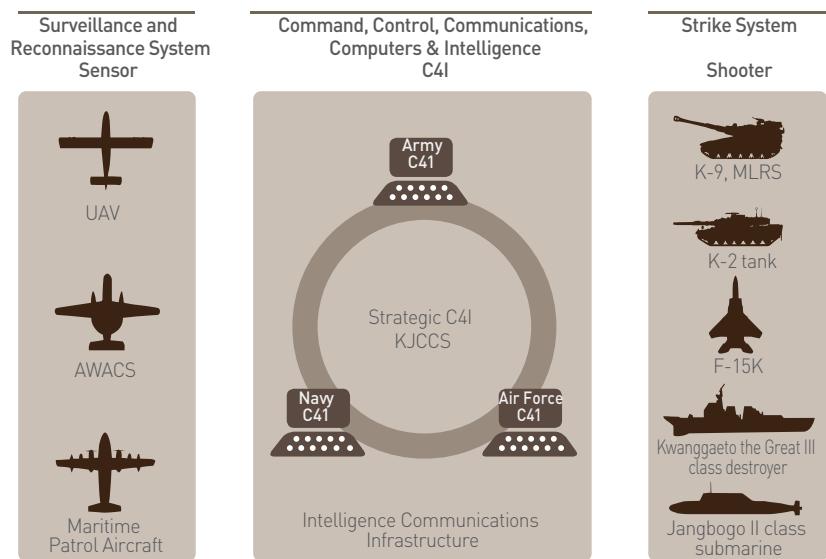 Surveillance and
Reconnaissance System
Sensor
UAV
AWACS
Maritime
Patrol Aircraft
Command, Control, Communications,
Computers & Intelligence
C4I
Army
C41
Strategic C4I
KJCCS
Navy
C41
Air Force
C41
Intelligence Communications
Infrastructure
Strike System
Shooter
K-9, MLRS
K-2 tank
F-15K
Kwanggaeto the Great III
class destroyer
Jangbogo II class
submarine